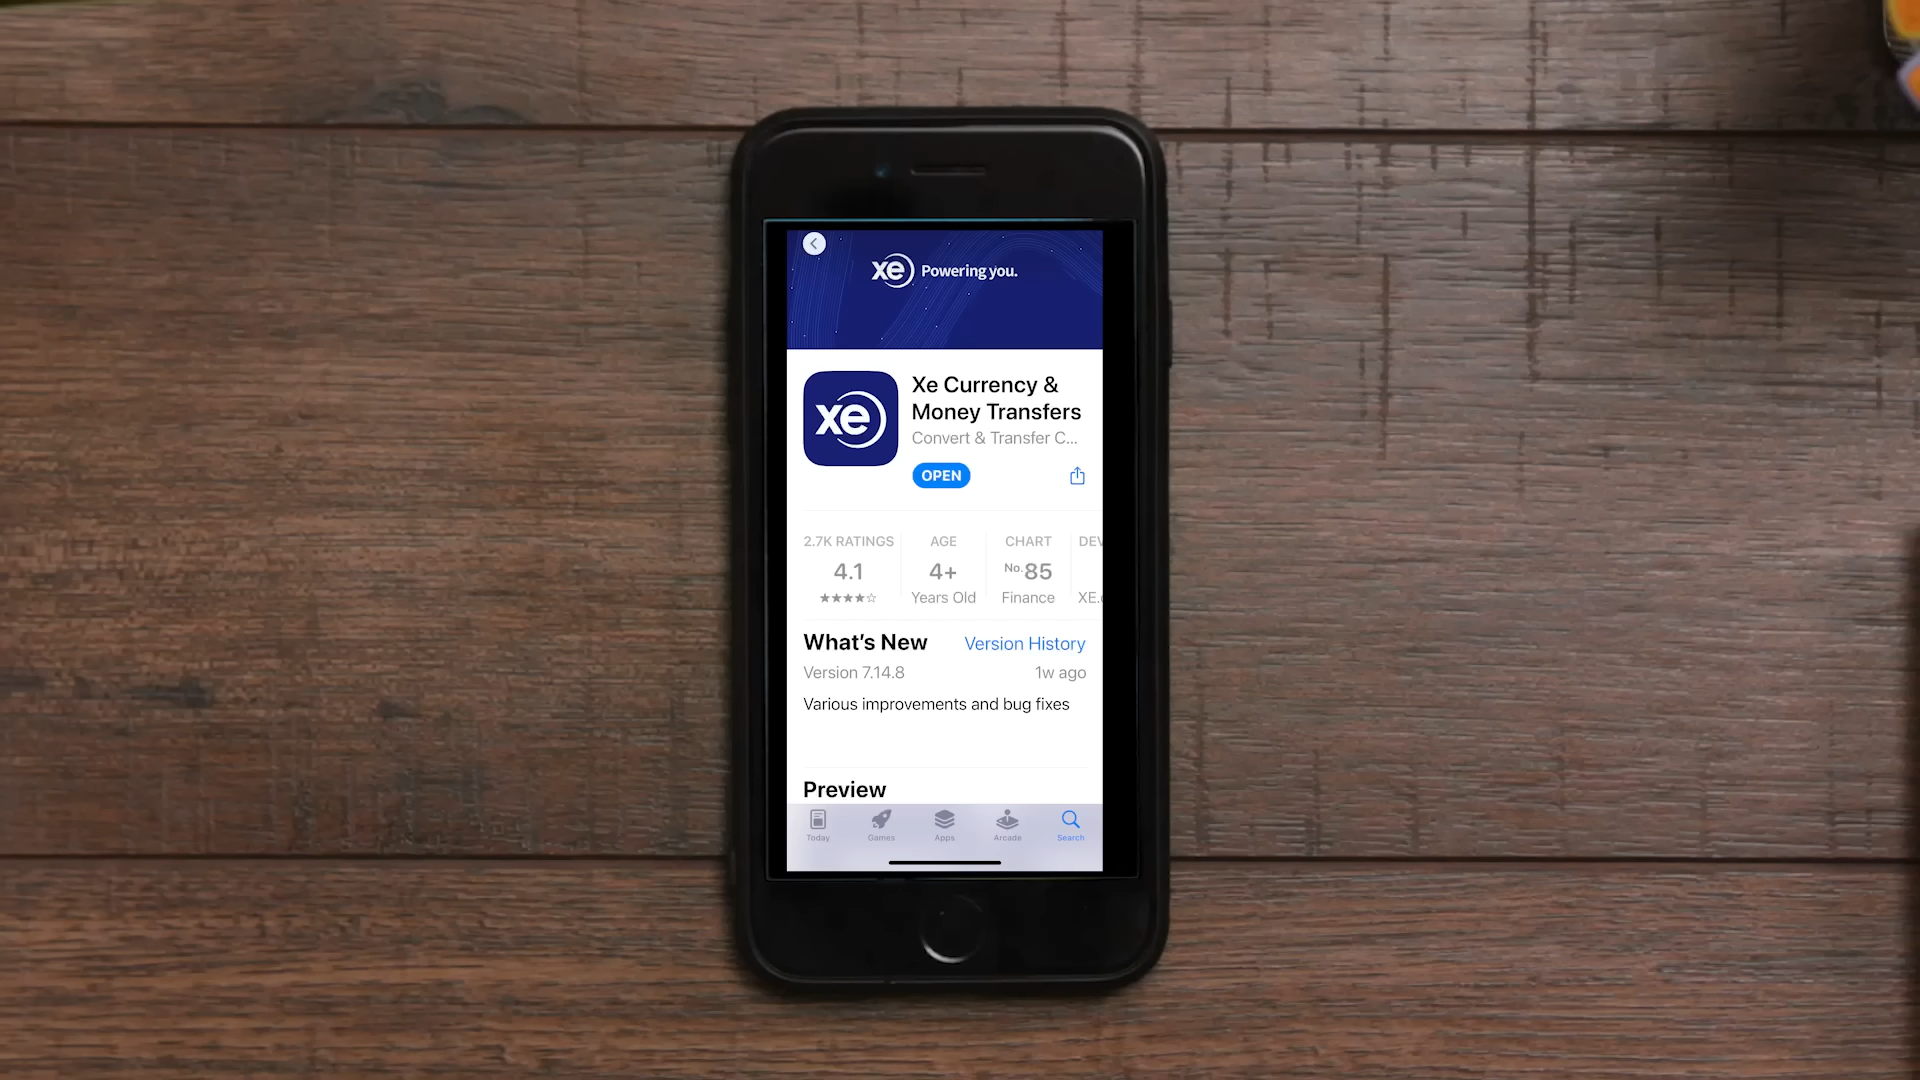 xe Powering you.
xe
Xe Currency &
Money Transfers
Convert & Transfer C...
OPEN
2.7K RATINGS AGE CHART DEV
4.1 4+ No.85
Years Old Finance XE.
What's New Version History
Version 7.14.8 1w ago
Various improvements and bug fixes
Preview
Today Games Apps Arcade Search